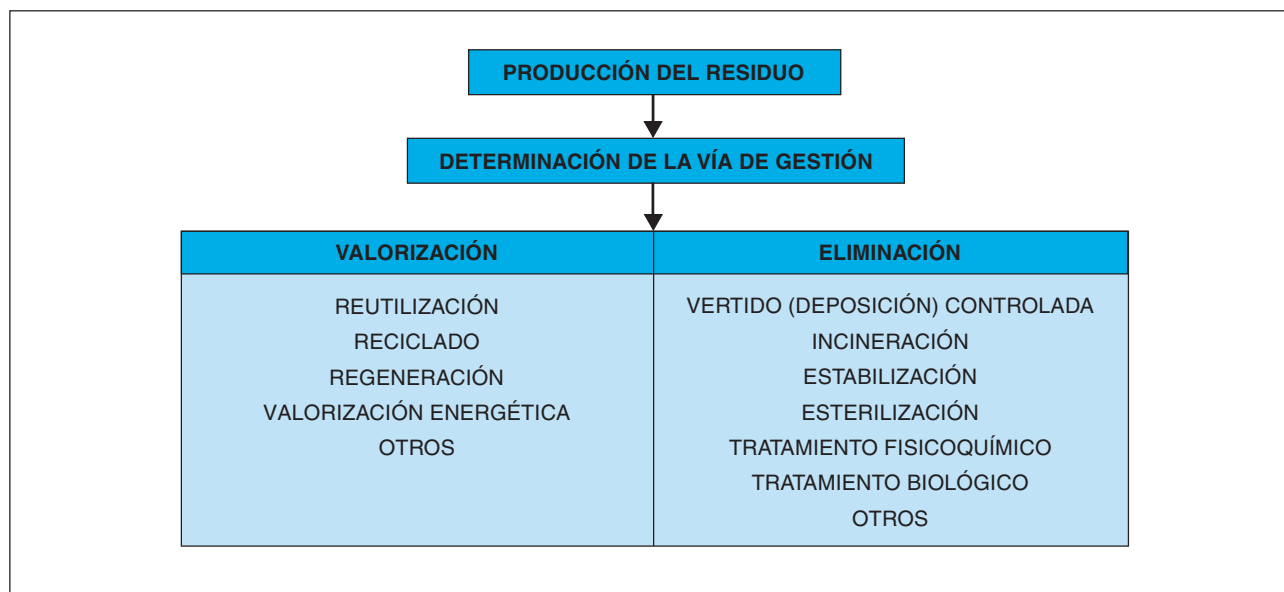 PRODUCCIÓN DEL RESIDUO
DETERMINACIÓN DE LA VÍA DE GESTIÓN
VALORIZACIÓN
REUTILIZACIÓN
RECICLADO
REGENERACIÓN
VALORIZACIÓN ENERGÉTICA
OTROS
ELIMINACIÓN
VERTIDO (DEPOSICIÓN) CONTROLADA
INCINERACIÓN
ESTABILIZACIÓN
ESTERILIZACIÓN
TRATAMIENTO FISICOQUÍMICO
TRATAMIENTO BIOLÓGICO
OTROS